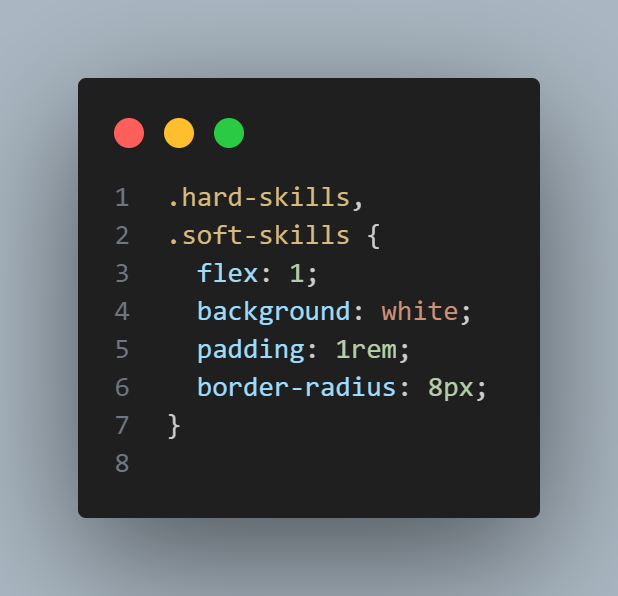 1 .hard-skills,
2 .soft-skills {
3   flex: 1;
4   background: white;
5   padding: 1rem;
6   border-radius: 8px;
7 }
8